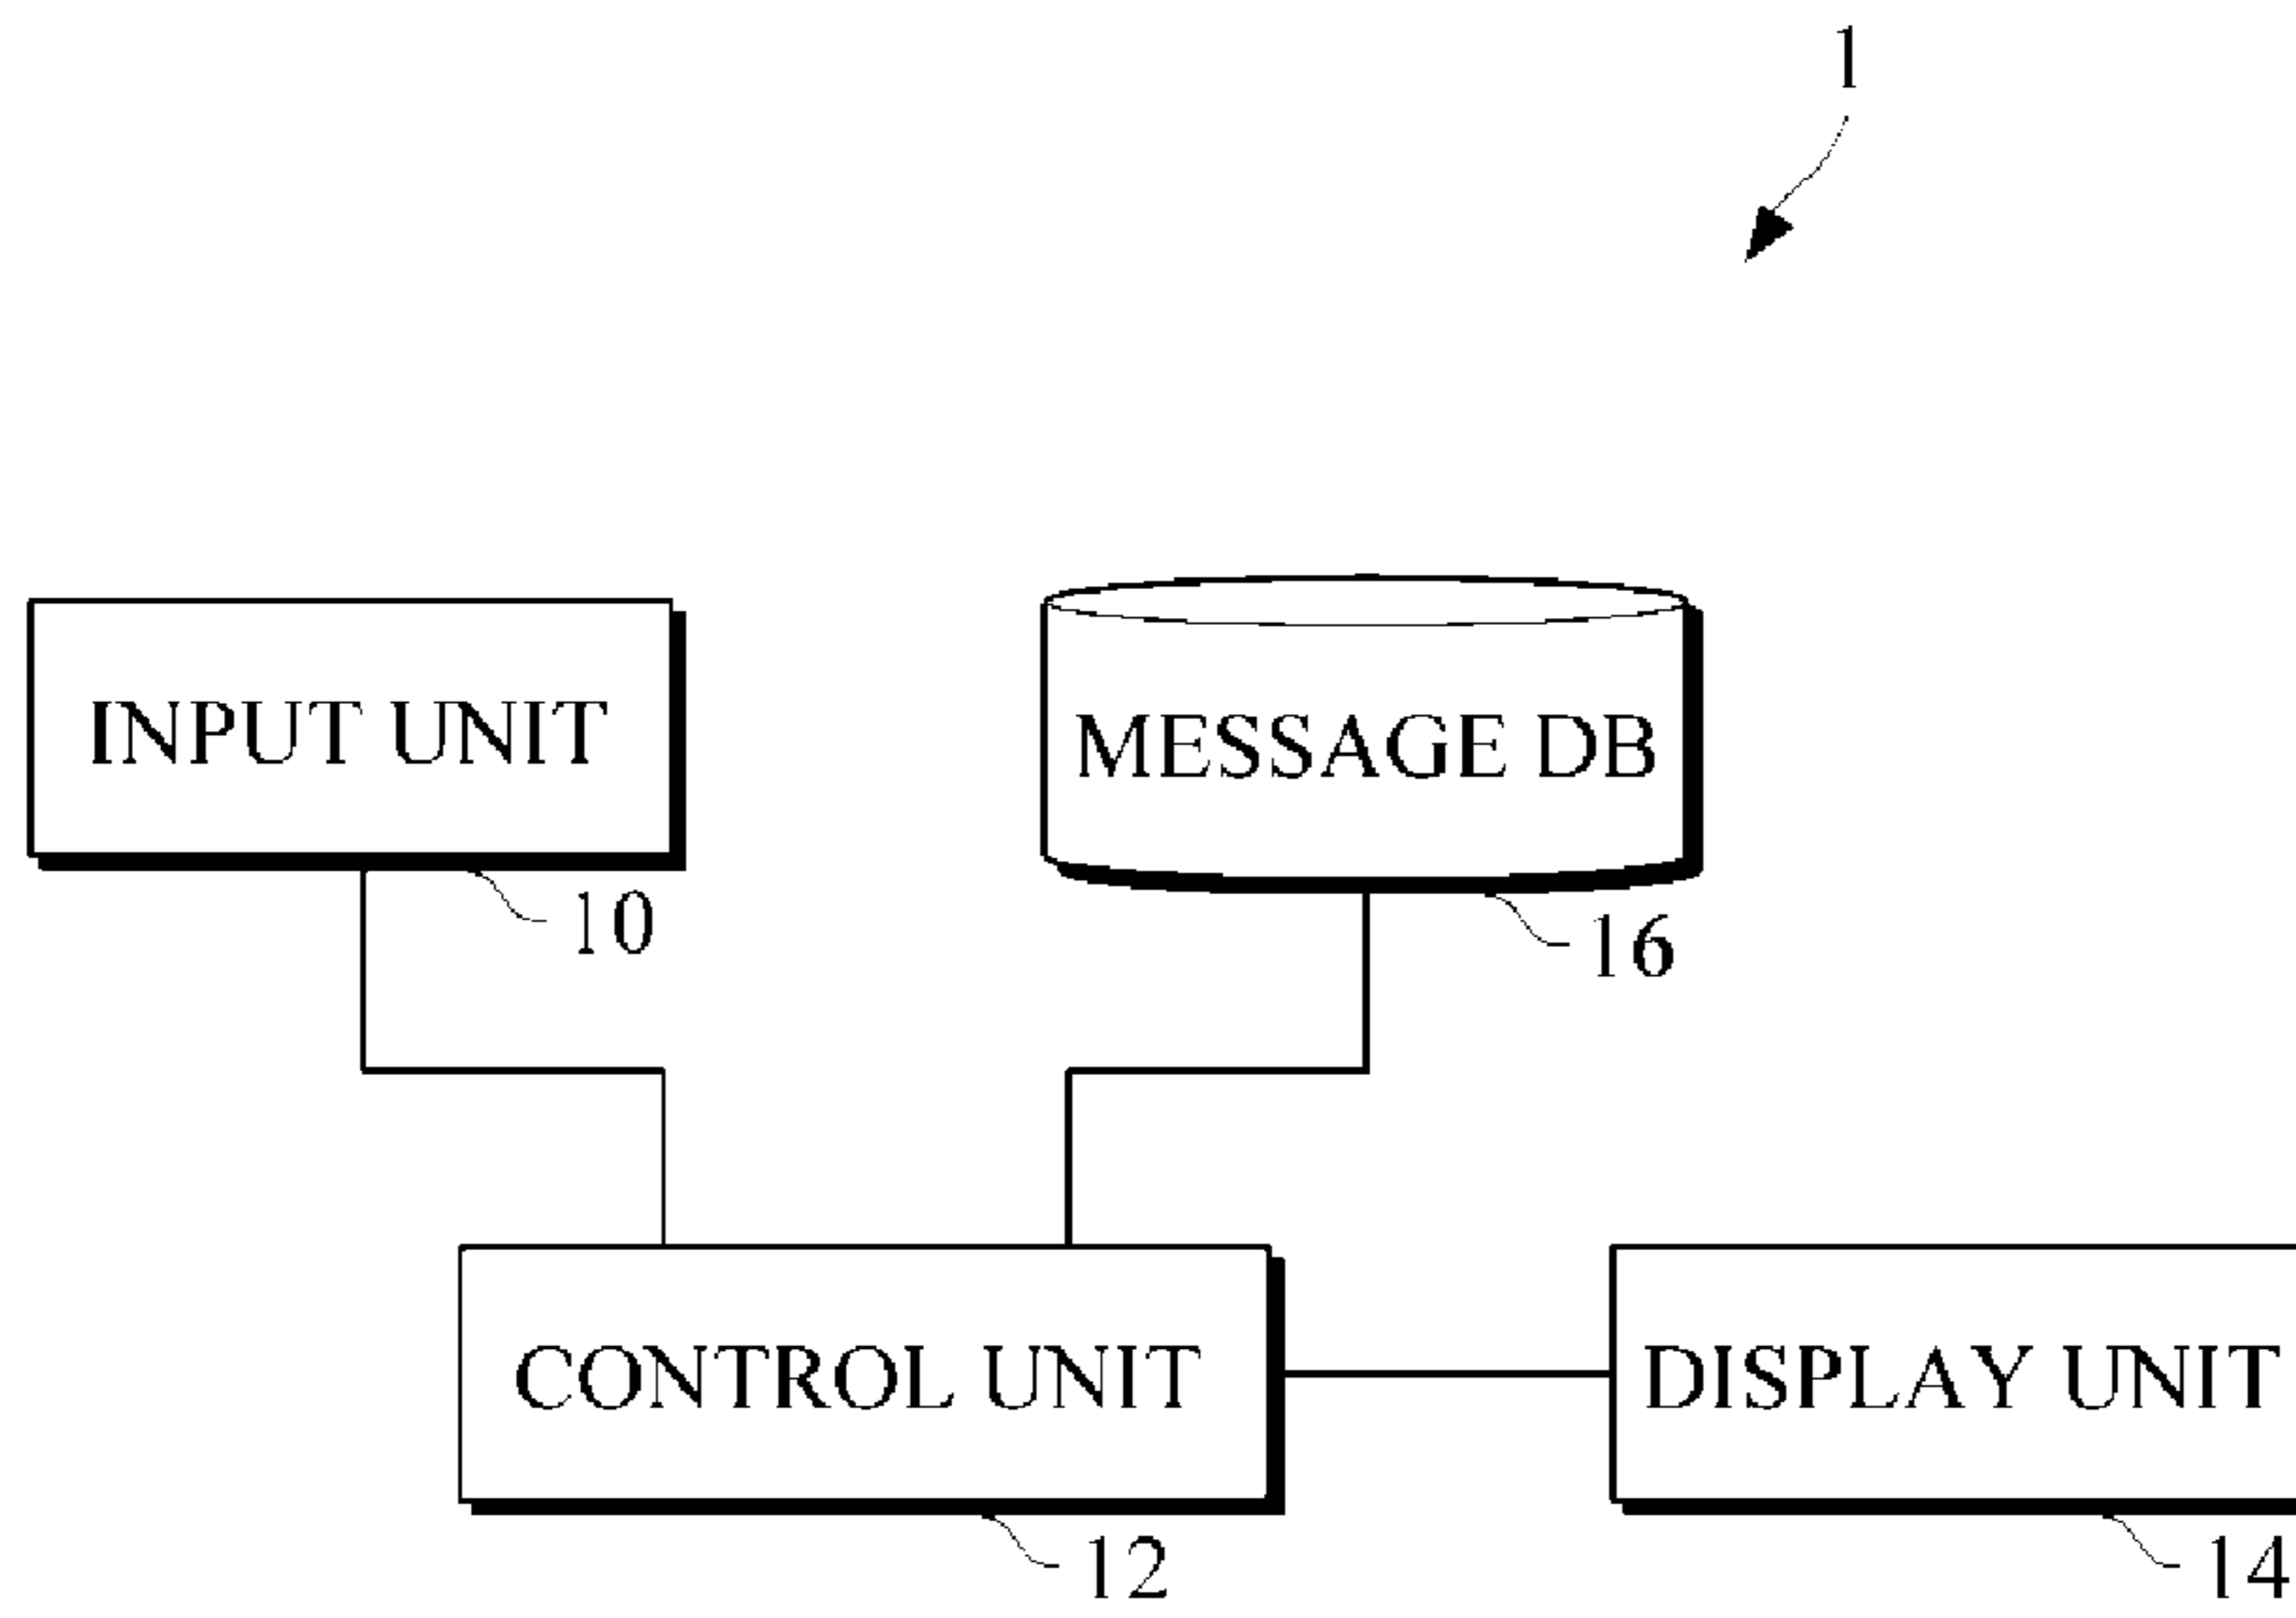 1
INPUT UNIT
MESSAGE DB
10
16
CONTROL UNIT
DISPLAY UNIT
12
14